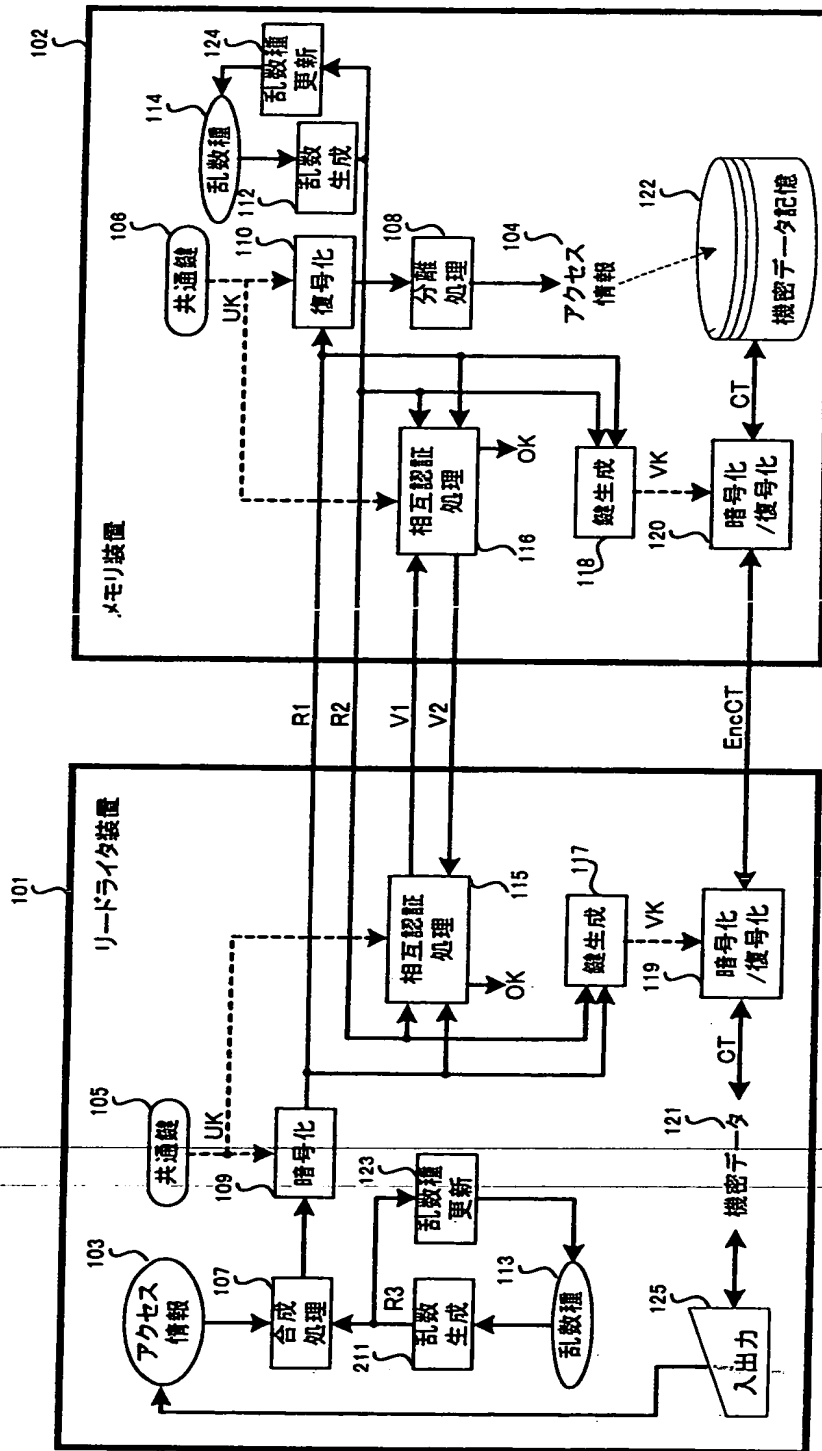 101
リードライタ装置
103
アクセス
情報
105
共通鍵
UK
107
合成
処理
109
暗号化
R3
211
乱数
生成
123
乱数種
更新
113
乱数種
115
相互認証
処理
OK
117
鍵生成
VK
119
暗号化
/復号化
CT
121
機密データ
125
入出力
R1
R2
V1
V2
EncCT
102
メモリ装置
106
共通鍵
UK
110
復号化
112
乱数
生成
114
乱数種
124
乱数種
更新
108
分離
処理
104
アクセス
情報
116
相互認証
処理
OK
118
鍵生成
VK
120
暗号化
/復号化
CT
122
機密データ記憶